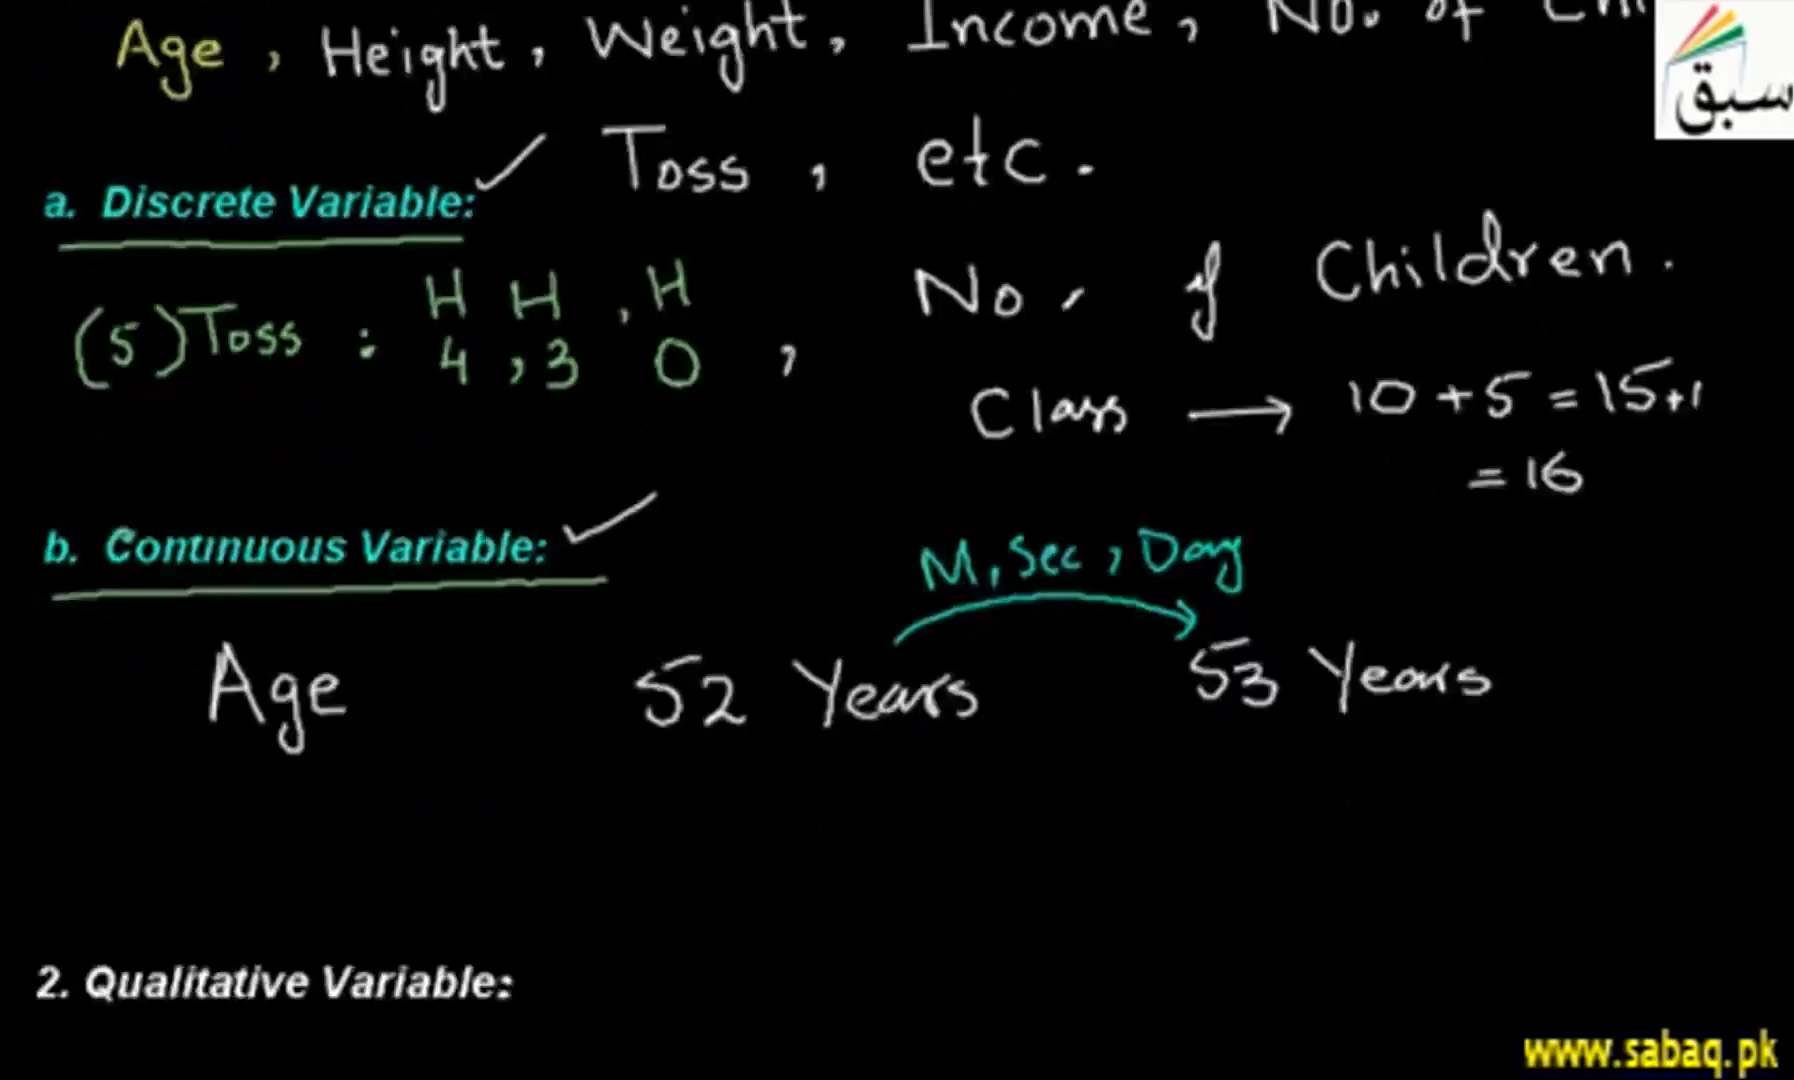 Age, Height, Weight, Income, No. of
سبق
Toss, etc.
a. Discrete Variable:
(5) Toss : H H, H
4, 3 0,
No. of Children.
Class → 10 + 5 = 15+1
= 16
b. Continuous Variable:
M, Sec, Day
Age 52 Years 53 Years
2. Qualitative Variable:
www.sabaq.pk